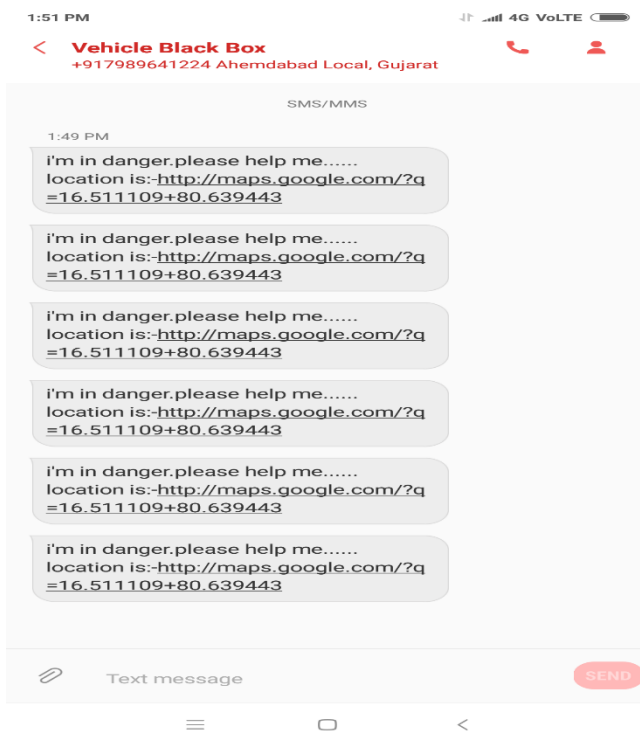 1:51 PM 4G VoLTE
Vehicle Black Box
+917989641224 Ahemdabad Local, Gujarat
SMS/MMS
1:49 PM
i'm in danger.please help me......
location is:-http://maps.google.com/?q
=16.511109+80.639443
i'm in danger.please help me......
location is:-http://maps.google.com/?q
=16.511109+80.639443
i'm in danger.please help me......
location is:-http://maps.google.com/?q
=16.511109+80.639443
i'm in danger.please help me......
location is:-http://maps.google.com/?q
=16.511109+80.639443
i'm in danger.please help me......
location is:-http://maps.google.com/?q
=16.511109+80.639443
i'm in danger.please help me......
location is:-http://maps.google.com/?q
=16.511109+80.639443
Text message SEND